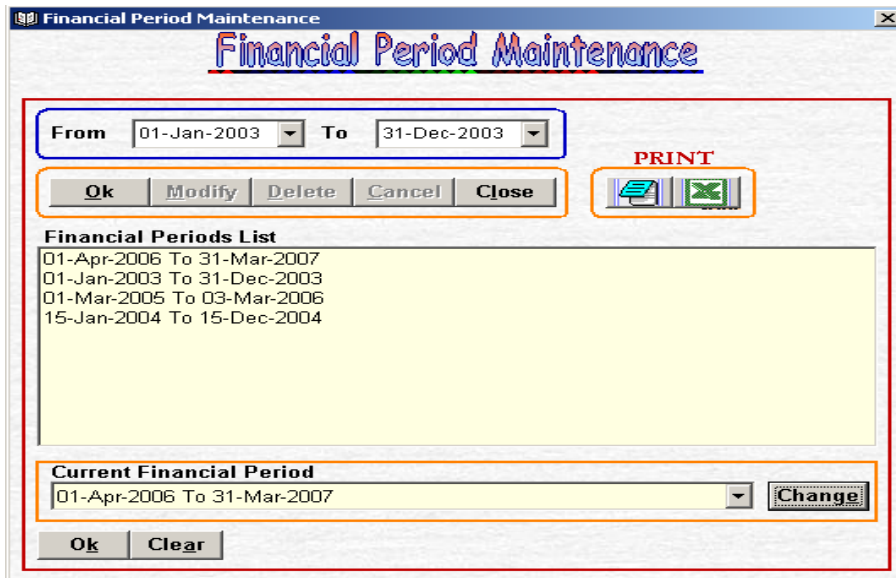 Financial Period Maintenance
Financial Period Maintenance
From 01-Jan-2003 To 31-Dec-2003
PRINT
Ok Modify Delete Cancel Close
Financial Periods List
01-Apr-2006 To 31-Mar-2007
01-Jan-2003 To 31-Dec-2003
01-Mar-2005 To 03-Mar-2006
15-Jan-2004 To 15-Dec-2004
Current Financial Period
01-Apr-2006 To 31-Mar-2007 Change
Ok Clear